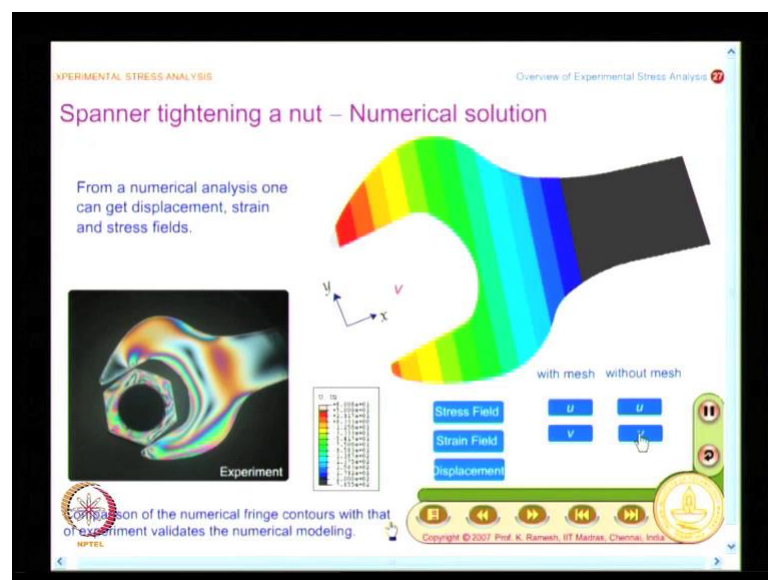 XPERIMENTAL STRESS ANALYSIS
Overview of Experimental Stress Analysis 27
Spanner tightening a nut – Numerical solution
From a numerical analysis one
can get displacement, strain
and stress fields.
y
v
x
with mesh without mesh
Stress Field
u
u
Strain Field
v
Displacement
Experiment
of the numerical fringe contours with that
of experiment validates the numerical modeling.
NPTEL
Copyright © 2007 Prof. K. Ramesh, IIT Madras, Chennai, India